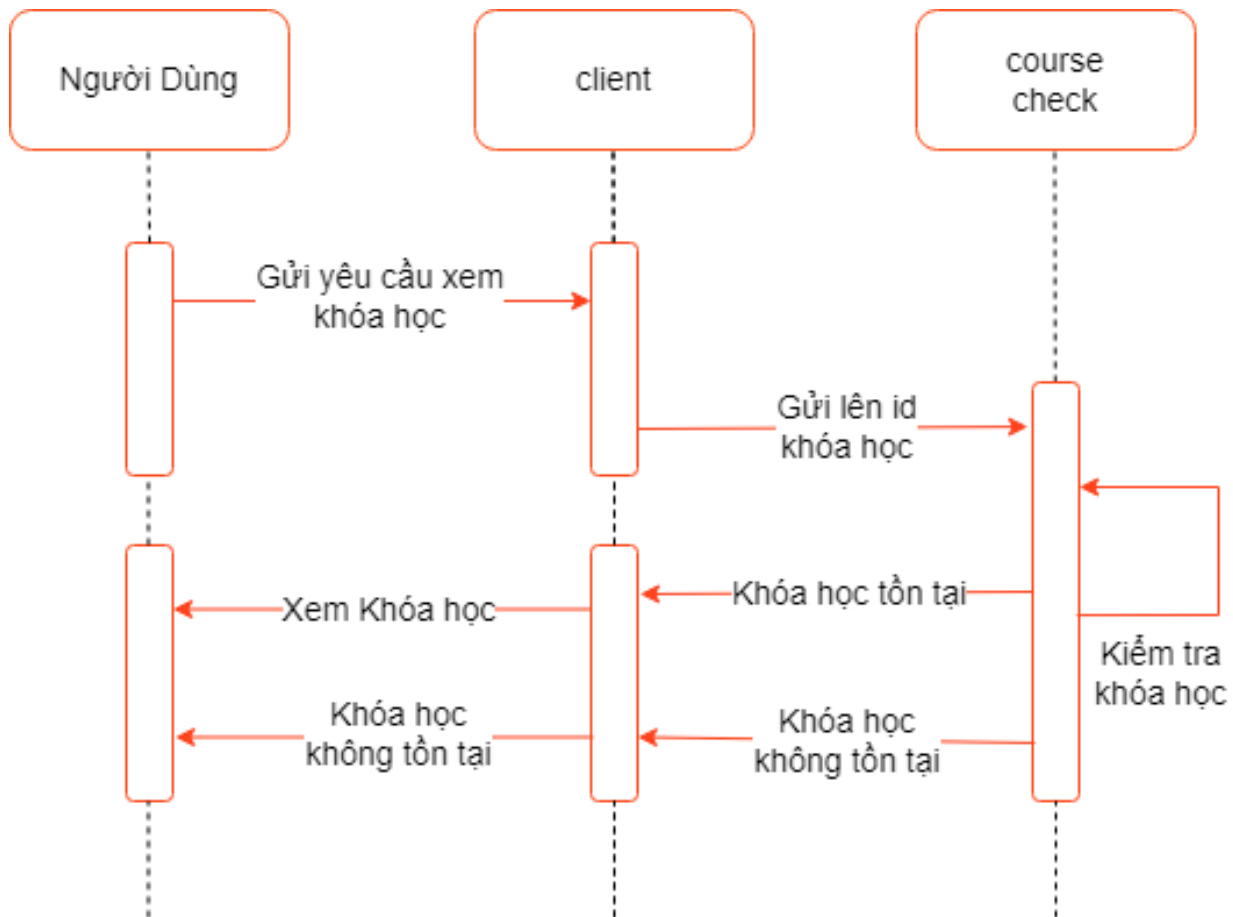 Người Dùng
client
course
check
Gửi yêu cầu xem
khóa học
Gửi lên id
khóa học
Khóa học tồn tại
Xem Khóa học
Kiểm tra
khóa học
Khóa học
không tồn tại
Khóa học
không tồn tại